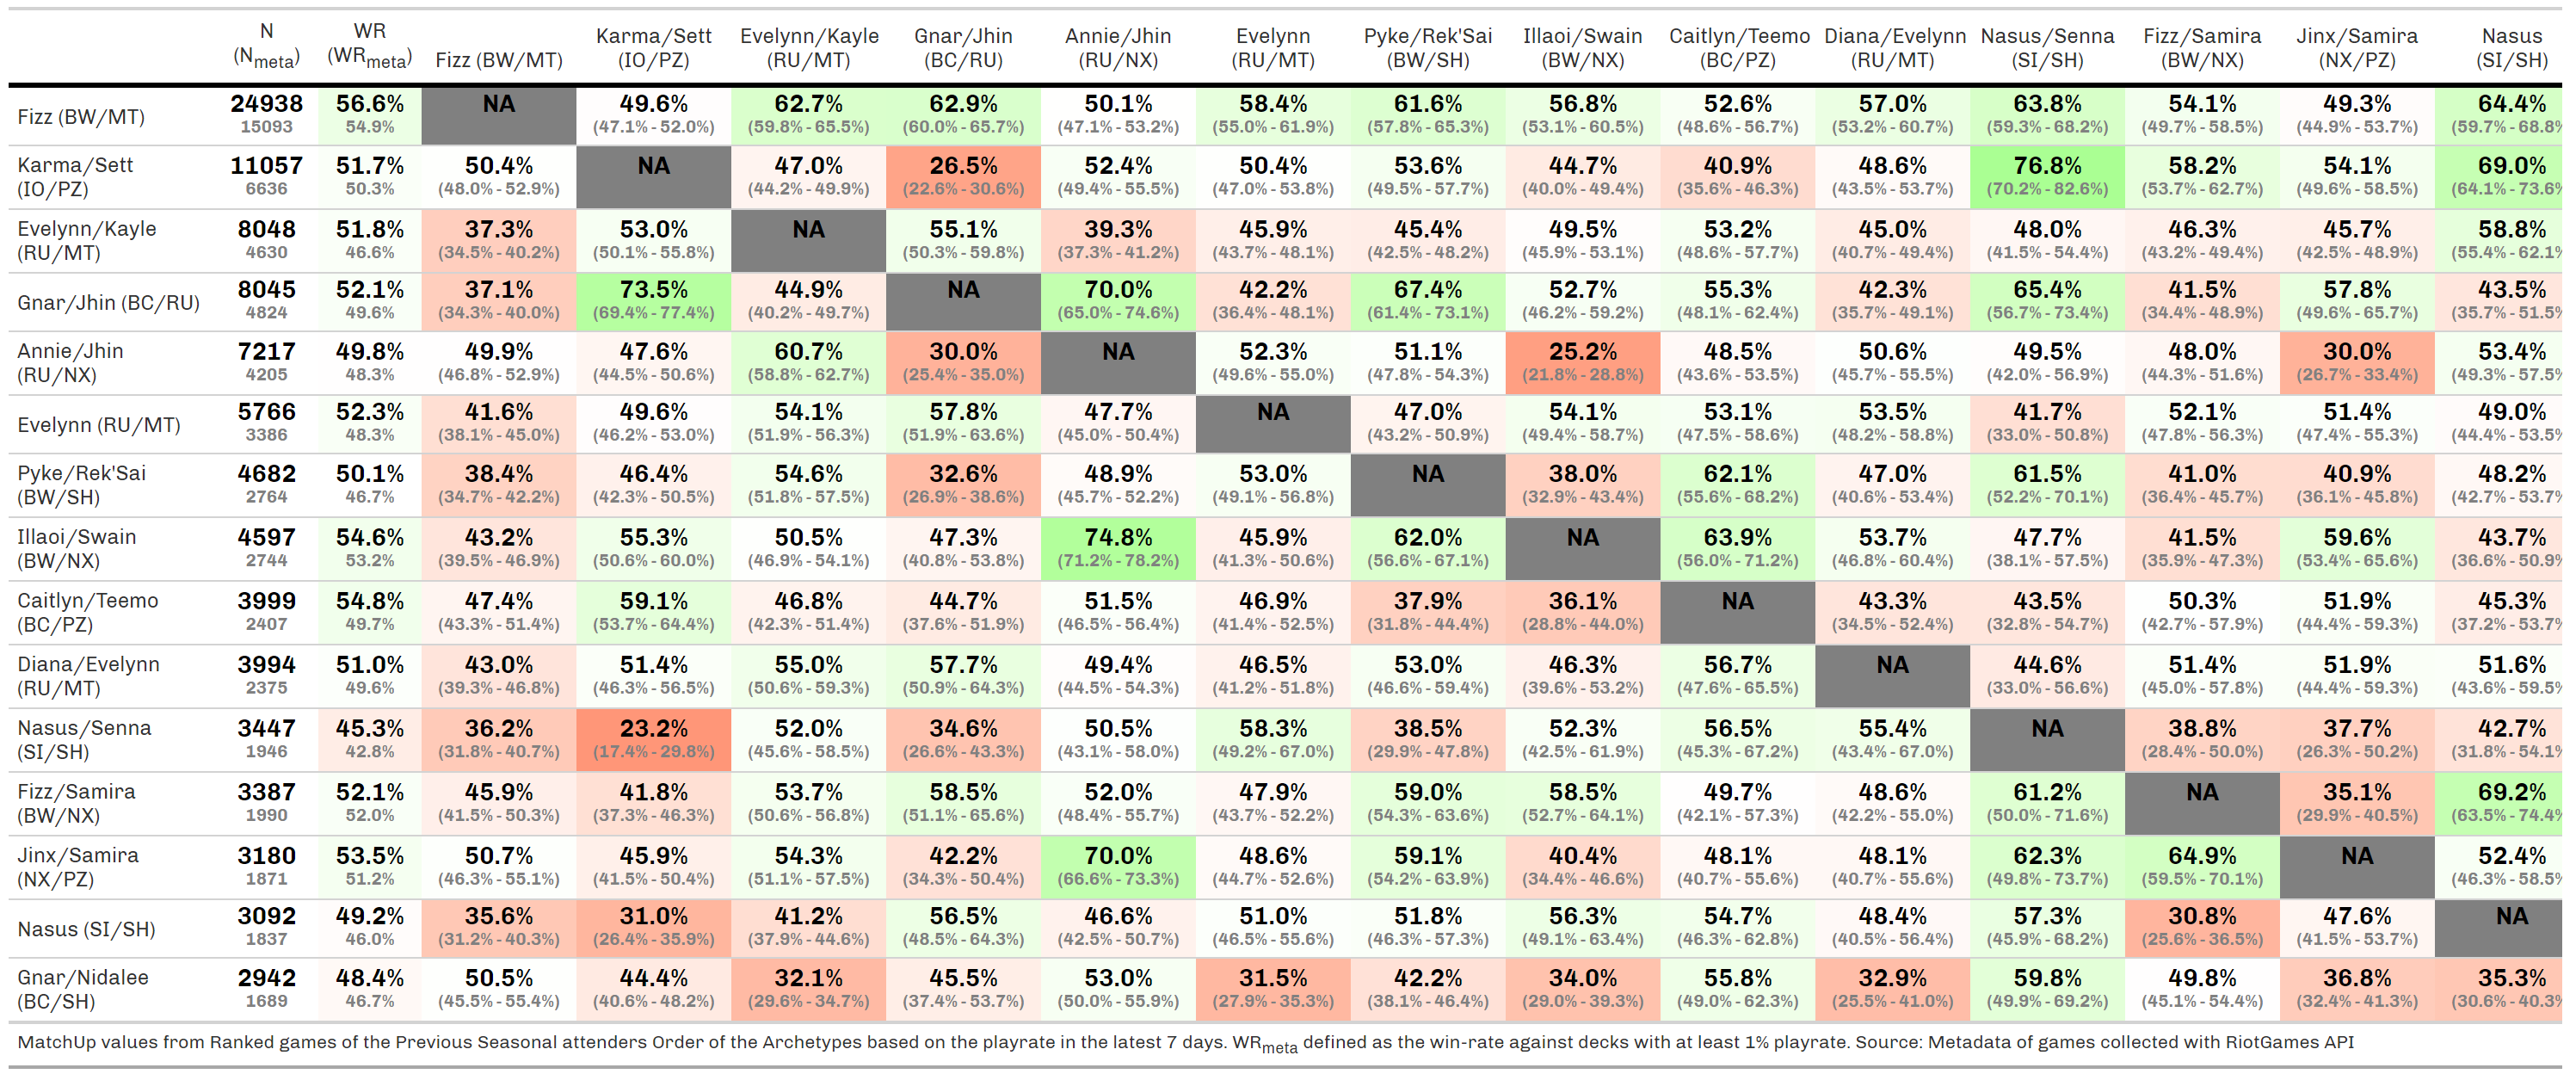 N (Nmeta) WR (WRmeta) Fizz (BW/MT) Karma/Sett (IO/PZ) Evelynn/Kayle (RU/MT) Gnar/Jhin (BC/RU) Annie/Jhin (RU/NX) Evelynn (RU/MT) Pyke/Rek'Sai (BW/SH) Illaoi/Swain (BW/NX) Caitlyn/Teemo (BC/PZ) Diana/Evelynn (RU/MT) Nasus/Senna (SI/SH) Fizz/Samira (BW/NX) Jinx/Samira (NX/PZ) Nasus (SI/SH)
Fizz (BW/MT) 24938 56.6% NA 49.6% 62.7% 62.9% 50.1% 58.4% 61.6% 56.8% 52.6% 57.0% 63.8% 54.1% 49.3% 64.4%
15093 54.9% (47.1% - 52.0%) (59.8% - 65.5%) (60.0% - 65.7%) (47.1% - 53.2%) (55.0% - 61.9%) (57.8% - 65.3%) (53.1% - 60.5%) (48.6% - 56.7%) (53.2% - 60.7%) (59.3% - 68.2%) (49.7% - 58.5%) (44.9% - 53.7%) (59.7% - 68.8%
Karma/Sett 11057 51.7% 50.4% NA 47.0% 26.5% 52.4% 50.4% 53.6% 44.7% 40.9% 48.6% 76.8% 58.2% 54.1% 69.0%
(IO/PZ) 6636 50.3% (48.0% - 52.9%) (44.2% - 49.9%) (22.6% - 30.6%) (49.4% - 55.5%) (47.0% - 53.8%) (49.5% - 57.7%) (40.0% - 49.4%) (35.6% - 46.3%) (43.5% - 53.7%) (70.2% - 82.6%) (53.7% - 62.7%) (49.6% - 58.5%) (64.1% - 73.6%
Evelynn/Kayle 8048 51.8% 37.3% 53.0% NA 55.1% 39.3% 45.9% 45.4% 49.5% 53.2% 45.0% 48.0% 46.3% 45.7% 58.8%
(RU/MT) 4630 46.6% (34.5% - 40.2%) (50.1% - 55.8%) (50.3% - 59.8%) (37.3% - 41.2%) (43.7% - 48.1%) (42.5% - 48.2%) (45.9% - 53.1%) (48.6% - 57.7%) (40.7% - 49.4%) (41.5% - 54.4%) (43.2% - 49.4%) (42.5% - 48.9%) (55.4% - 62.1%
Gnar/Jhin (BC/RU) 8045 52.1% 37.1% 73.5% 44.9% NA 70.0% 42.2% 67.4% 52.7% 55.3% 42.3% 65.4% 41.5% 57.8% 43.5%
4824 49.6% (34.3% - 40.0%) (69.4% - 77.4%) (40.2% - 49.7%) (65.0% - 74.6%) (36.4% - 48.1%) (61.4% - 73.1%) (46.2% - 59.2%) (48.1% - 62.4%) (35.7% - 49.1%) (56.7% - 73.4%) (34.4% - 48.9%) (49.6% - 65.7%) (35.7% - 51.5%
Annie/Jhin 7217 49.8% 49.9% 47.6% 60.7% 30.0% NA 52.3% 51.1% 25.2% 48.5% 50.6% 49.5% 48.0% 30.0% 53.4%
(RU/NX) 4205 48.3% (46.8% - 52.9%) (44.5% - 50.6%) (58.8% - 62.7%) (25.4% - 35.0%) (49.6% - 55.0%) (47.8% - 54.3%) (21.8% - 28.8%) (43.6% - 53.5%) (45.7% - 55.5%) (42.0% - 56.9%) (44.3% - 51.6%) (26.7% - 33.4%) (49.3% - 57.5%
Evelynn (RU/MT) 5766 52.3% 41.6% 49.6% 54.1% 57.8% 47.7% NA 47.0% 54.1% 53.1% 53.5% 41.7% 52.1% 51.4% 49.0%
3386 48.3% (38.1% - 45.0%) (46.2% - 53.0%) (51.9% - 56.3%) (51.9% - 63.6%) (45.0% - 50.4%) (43.2% - 50.9%) (49.4% - 58.7%) (47.5% - 58.6%) (48.2% - 58.8%) (33.0% - 50.8%) (47.8% - 56.3%) (47.4% - 55.3%) (44.4% - 53.5%
Pyke/Rek'Sai 4682 50.1% 38.4% 46.4% 54.6% 32.6% 48.9% 53.0% NA 38.0% 62.1% 47.0% 61.5% 41.0% 40.9% 48.2%
(BW/SH) 2764 46.7% (34.7% - 42.2%) (42.3% - 50.5%) (51.8% - 57.5%) (26.9% - 38.6%) (45.7% - 52.2%) (49.1% - 56.8%) (32.9% - 43.4%) (55.6% - 68.2%) (40.6% - 53.4%) (52.2% - 70.1%) (36.4% - 45.7%) (36.1% - 45.8%) (42.7% - 53.7%
Illaoi/Swain 4597 54.6% 43.2% 55.3% 50.5% 47.3% 74.8% 45.9% 62.0% NA 63.9% 53.7% 47.7% 41.5% 59.6% 43.7%
(BW/NX) 2744 53.2% (39.5% - 46.9%) (50.6% - 60.0%) (46.9% - 54.1%) (40.8% - 53.8%) (71.2% - 78.2%) (41.3% - 50.6%) (56.6% - 67.1%) (56.0% - 71.2%) (46.8% - 60.4%) (38.1% - 57.5%) (35.9% - 47.3%) (53.4% - 65.6%) (36.6% - 50.9%
Caitlyn/Teemo 3999 54.8% 47.4% 59.1% 46.8% 44.7% 51.5% 46.9% 37.9% 36.1% NA 43.3% 43.5% 50.3% 51.9% 45.3%
(BC/PZ) 2407 49.7% (43.3% - 51.4%) (53.7% - 64.4%) (42.3% - 51.4%) (37.6% - 51.9%) (46.5% - 56.4%) (41.4% - 52.5%) (31.8% - 44.4%) (28.8% - 44.0%) (34.5% - 52.4%) (32.8% - 54.7%) (42.7% - 57.9%) (44.4% - 59.3%) (37.2% - 53.7%
Diana/Evelynn 3994 51.0% 43.0% 51.4% 55.0% 57.7% 49.4% 46.5% 53.0% 46.3% 56.7% NA 44.6% 51.4% 51.9% 51.6%
(RU/MT) 2375 49.6% (39.3% - 46.8%) (46.3% - 56.5%) (50.6% - 59.3%) (50.9% - 64.3%) (44.5% - 54.3%) (41.2% - 51.8%) (46.6% - 59.4%) (39.6% - 53.2%) (47.6% - 65.5%) (33.0% - 56.6%) (45.0% - 57.8%) (44.4% - 59.3%) (43.6% - 59.5%
Nasus/Senna 3447 45.3% 36.2% 23.2% 52.0% 34.6% 50.5% 58.3% 38.5% 52.3% 56.5% 55.4% NA 38.8% 37.7% 42.7%
(SI/SH) 1946 42.8% (31.8% - 40.7%) (17.4% - 29.8%) (45.6% - 58.5%) (26.6% - 43.3%) (43.1% - 58.0%) (49.2% - 67.0%) (29.9% - 47.8%) (42.5% - 61.9%) (45.3% - 67.2%) (43.4% - 67.0%) (28.4% - 50.0%) (26.3% - 50.2%) (31.8% - 54.1%
Fizz/Samira 3387 52.1% 45.9% 41.8% 53.7% 58.5% 52.0% 47.9% 59.0% 58.5% 49.7% 48.6% 61.2% NA 35.1% 69.2%
(BW/NX) 1990 52.0% (41.5% - 50.3%) (37.3% - 46.3%) (50.6% - 56.8%) (51.1% - 65.6%) (48.4% - 55.7%) (43.7% - 52.2%) (54.3% - 63.6%) (52.7% - 64.1%) (42.1% - 57.3%) (42.2% - 55.0%) (50.0% - 71.6%) (29.9% - 40.5%) (63.5% - 74.4%
Jinx/Samira 3180 53.5% 50.7% 45.9% 54.3% 42.2% 70.0% 48.6% 59.1% 40.4% 48.1% 48.1% 62.3% 64.9% NA 52.4%
(NX/PZ) 1871 51.2% (46.3% - 55.1%) (41.5% - 50.4%) (51.1% - 57.5%) (34.3% - 50.4%) (66.6% - 73.3%) (44.7% - 52.6%) (54.2% - 63.9%) (34.4% - 46.6%) (40.7% - 55.6%) (40.7% - 55.6%) (49.8% - 73.7%) (59.5% - 70.1%) (46.3% - 58.5%
Nasus (SI/SH) 3092 49.2% 35.6% 31.0% 41.2% 56.5% 46.6% 51.0% 51.8% 56.3% 54.7% 48.4% 57.3% 30.8% 47.6% NA
1837 46.0% (31.2% - 40.3%) (26.4% - 35.9%) (37.9% - 44.6%) (48.5% - 64.3%) (42.5% - 50.7%) (46.5% - 55.6%) (46.3% - 57.3%) (49.1% - 63.4%) (46.3% - 62.8%) (40.5% - 56.4%) (45.9% - 68.2%) (25.6% - 36.5%) (41.5% - 53.7%)
Gnar/Nidalee 2942 48.4% 50.5% 44.4% 32.1% 45.5% 53.0% 31.5% 42.2% 34.0% 55.8% 32.9% 59.8% 49.8% 36.8% 35.3%
(BC/SH) 1689 46.7% (45.5% - 55.4%) (40.6% - 48.2%) (29.6% - 34.7%) (37.4% - 53.7%) (50.0% - 55.9%) (27.9% - 35.3%) (38.1% - 46.4%) (29.0% - 39.3%) (49.0% - 62.3%) (25.5% - 41.0%) (49.9% - 69.2%) (45.1% - 54.4%) (32.4% - 41.3%) (30.6% - 40.3%
MatchUp values from Ranked games of the Previous Seasonal attenders Order of the Archetypes based on the playrate in the latest 7 days. WRmeta defined as the win-rate against decks with at least 1% playrate. Source: Metadata of games collected with RiotGames API